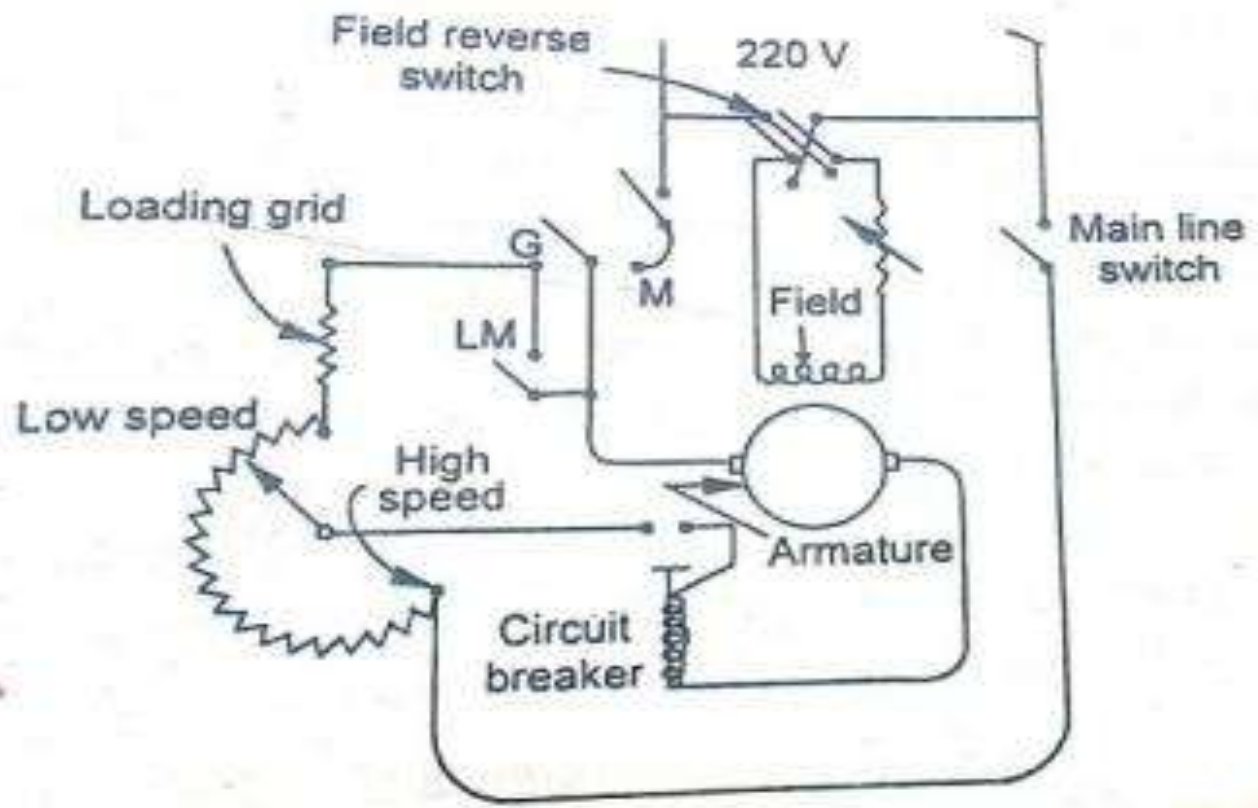 Field reverse
switch
220 V
Loading grid
G
M
Main line
switch
Field
LM
Low speed
High
speed
Armature
Circuit
breaker